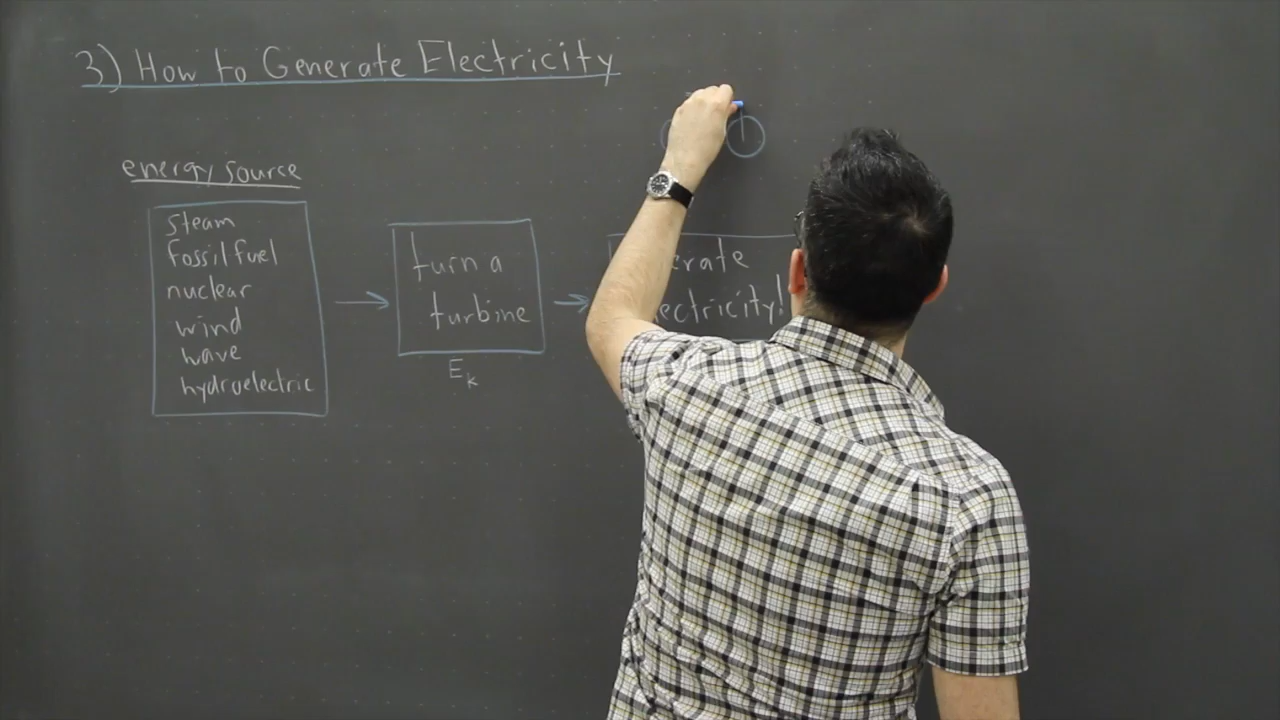 3) How to Generate Electricity
energy source
steam
fossil fuel
nuclear
wind
wave
hydroelectric
turn a
turbine
Ek
erate
ectricity!